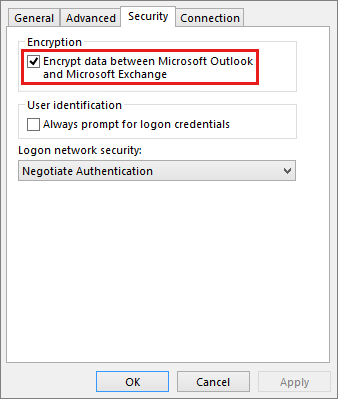 General Advanced Security Connection
Encryption
Encrypt data between Microsoft Outlook
and Microsoft Exchange
User identification
Always prompt for logon credentials
Logon network security:
Negotiate Authentication
OK Cancel Apply